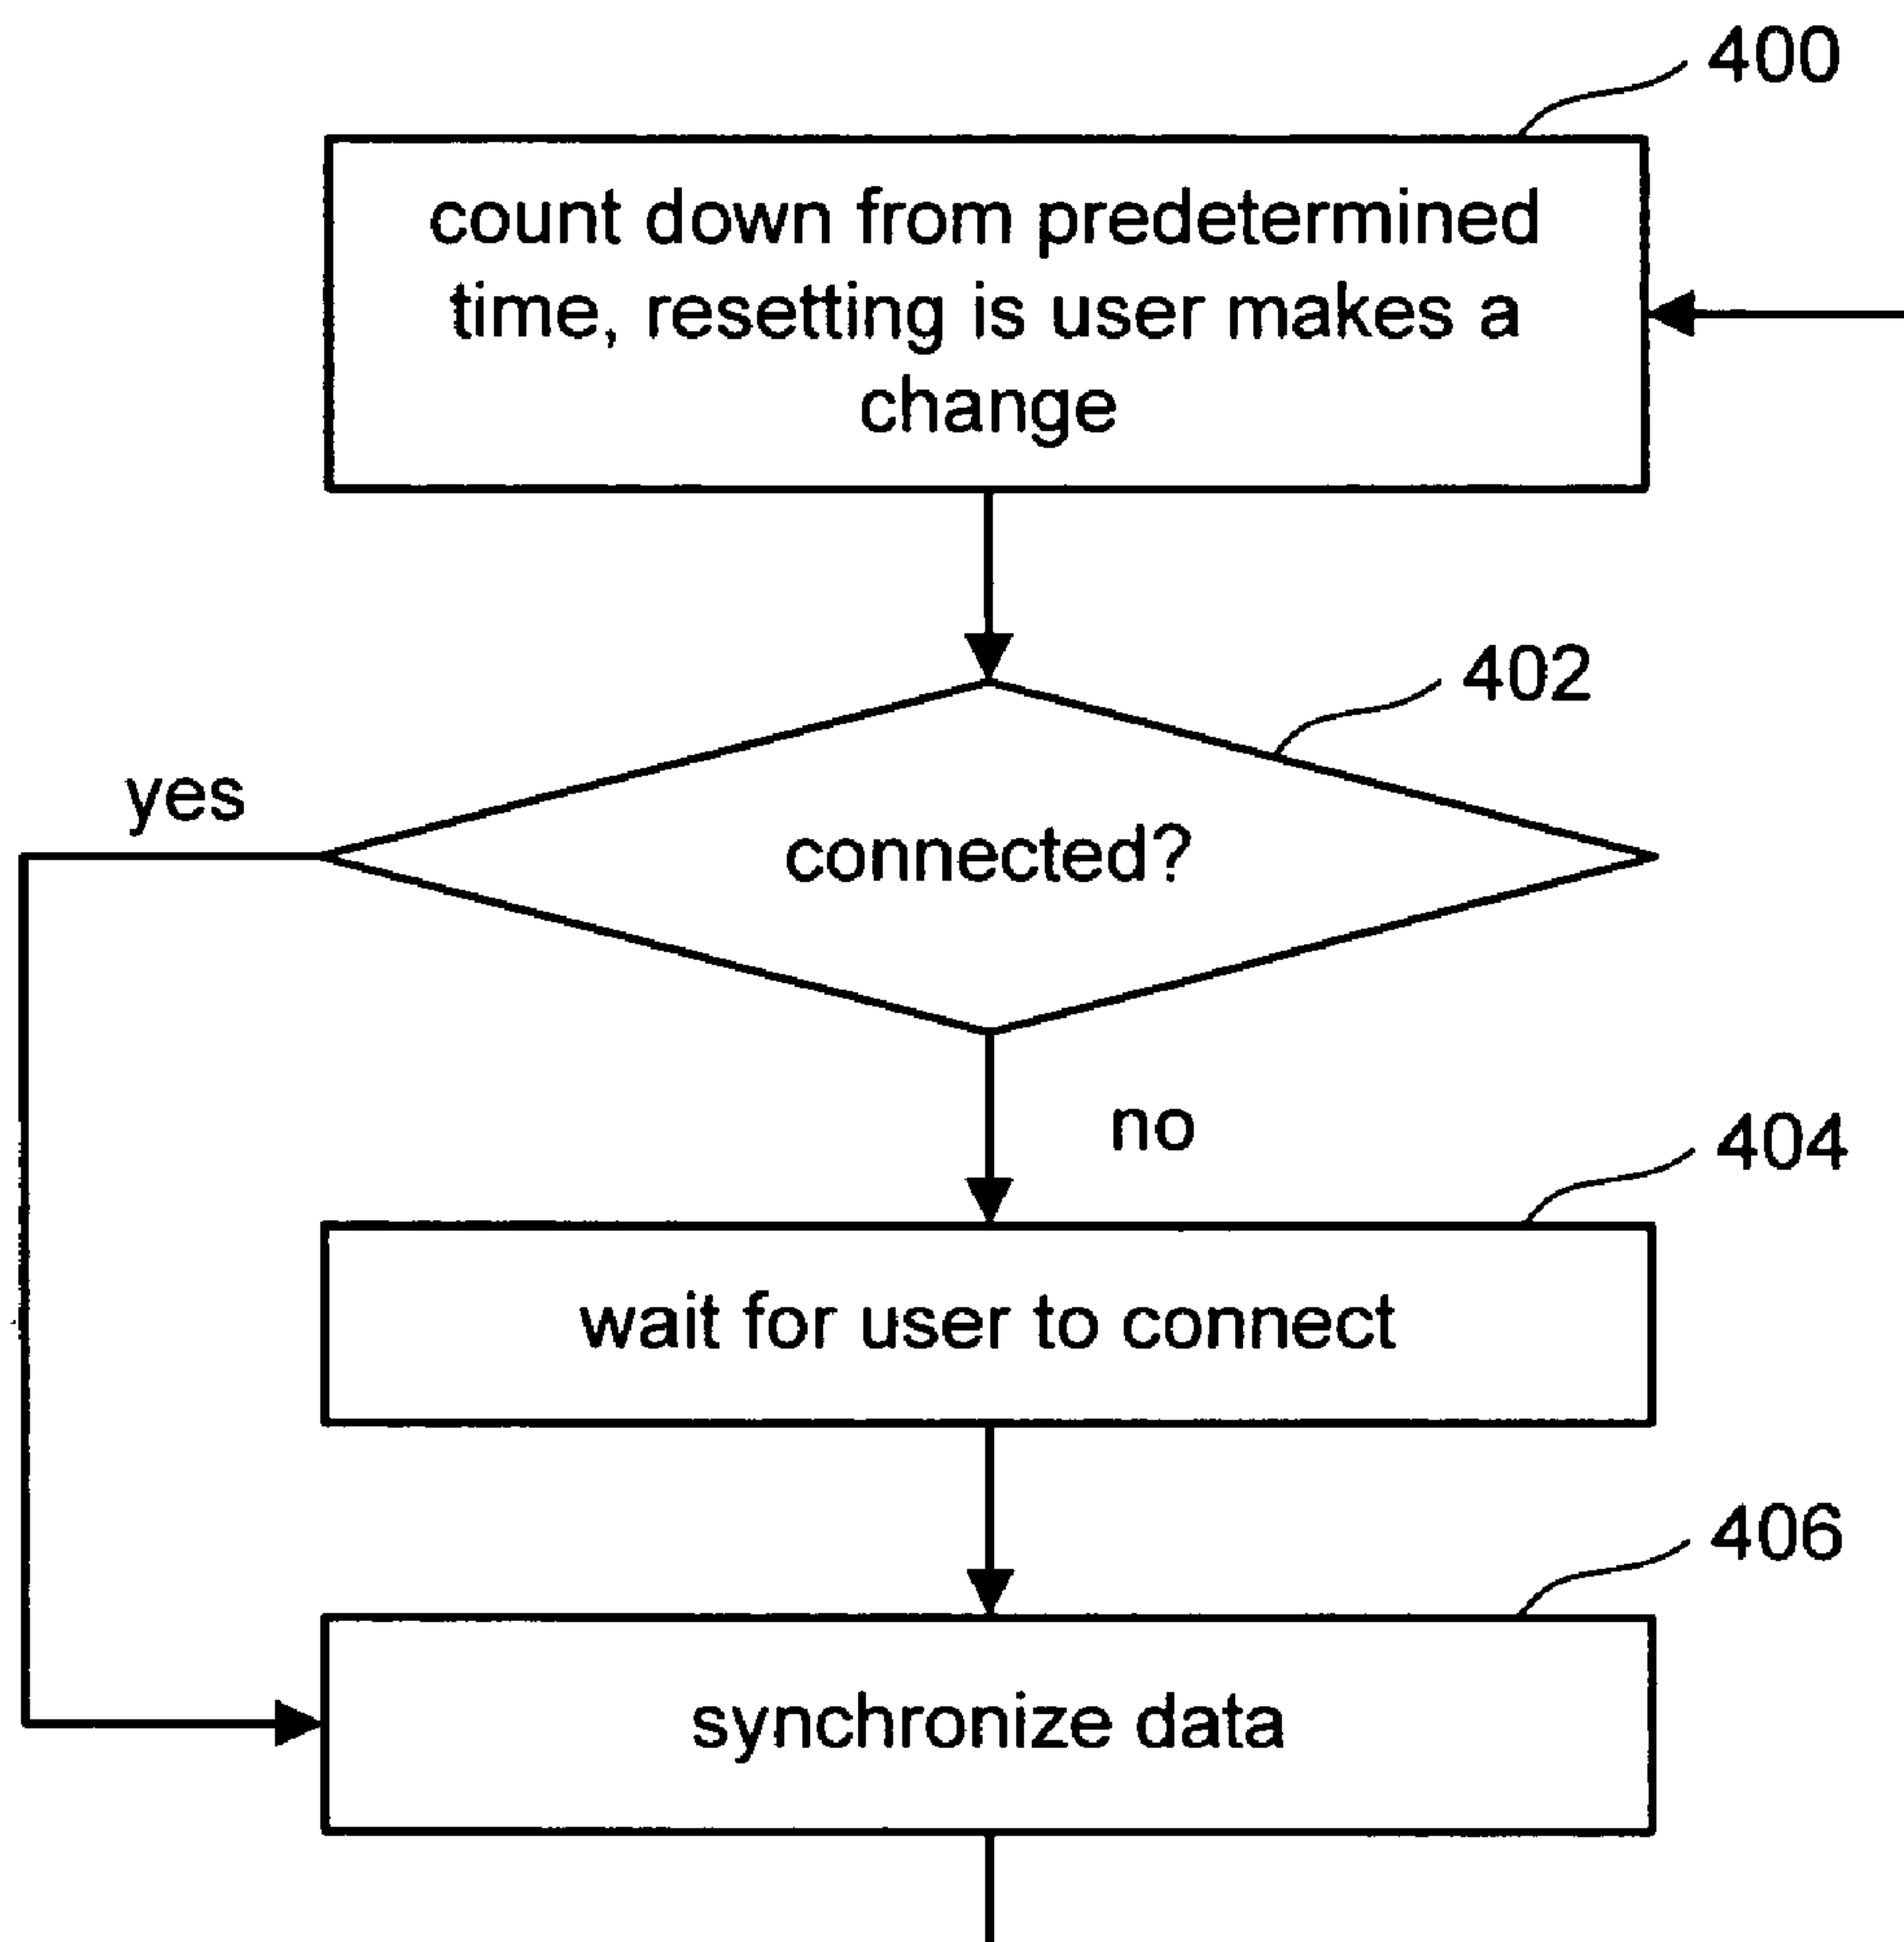 400
count down from predetermined
time, resetting is user makes a
change
402
yes
connected?
no
404
wait for user to connect
406
synchronize data